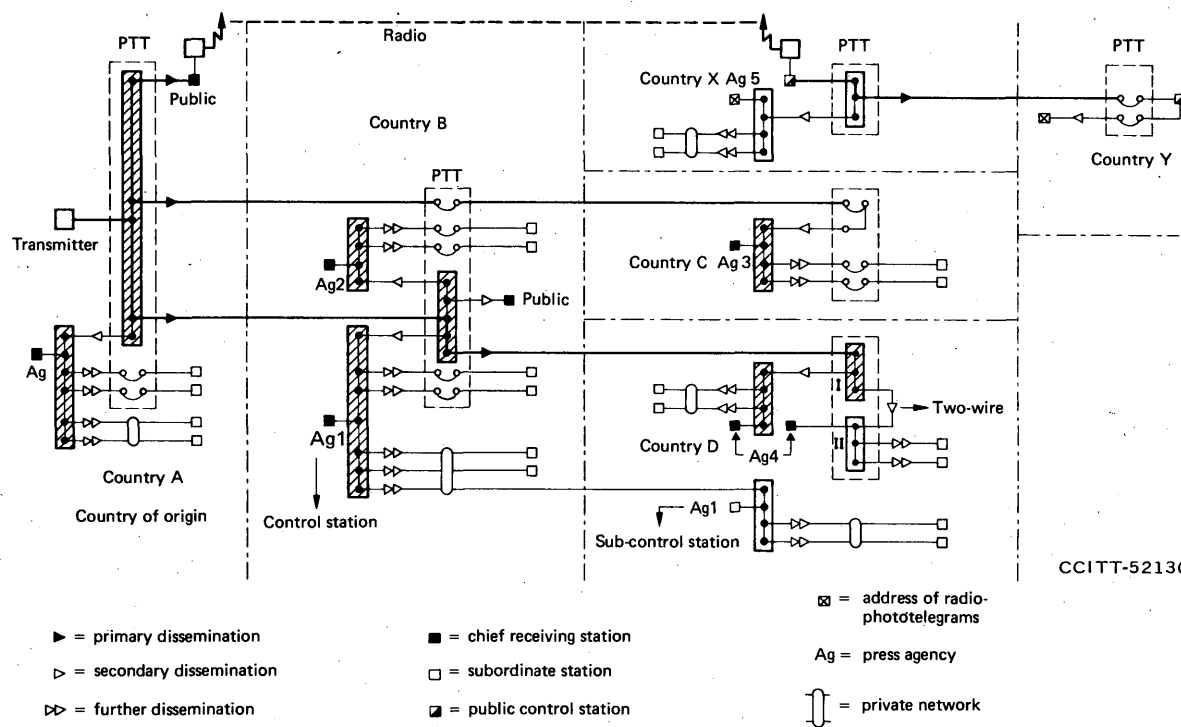 Radio
PTT
PTT
PTT
Public
Country X Ag 5
Country B
Country Y
PTT
Transmitter
Ag2
Country C Ag 3
Public
Ag
II
Two-wire
Ag1
Country D
Ag4
II
Country A
Country of origin
Control station
Ag1
Sub-control station
CCITT-5213
▶ = primary dissemination
▷ = secondary dissemination
▷▷ = further dissemination
■ = chief receiving station
□ = subordinate station
= public control station
= address of radio-
phototelegrams
Ag = press agency
= private network